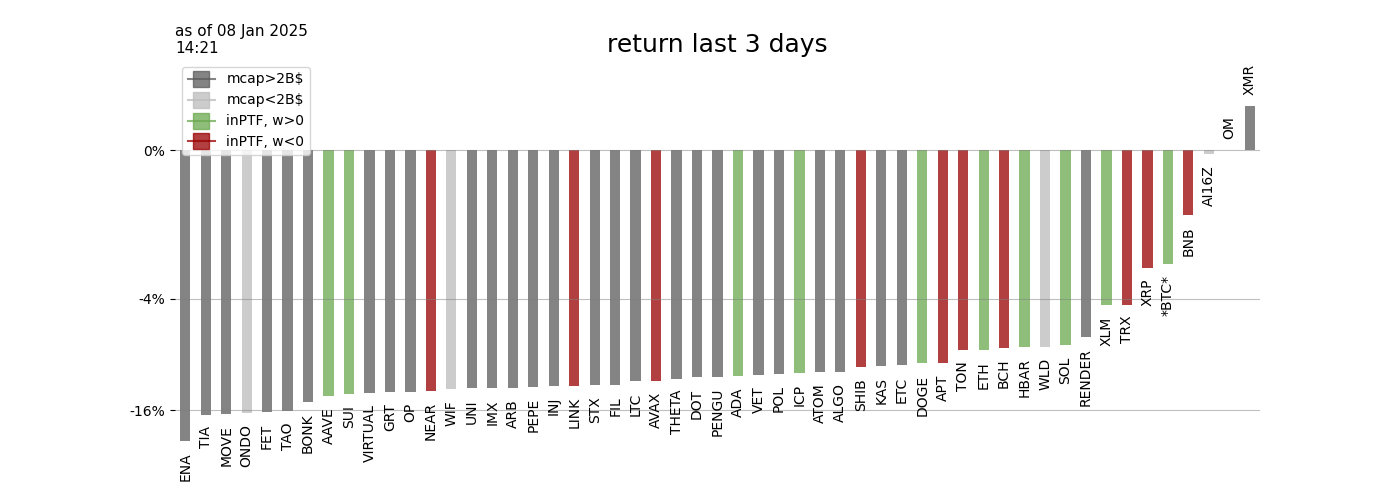 as of 08 Jan 2025
14:21
return last 3 days
mcap>2B$
mcap<2B$
inPTF, w>0
inPTF, w<0
0%
-4%
-16%
ENA
TIA
MOVE
ONDO
FET
TAO
BONK
AAVE
SUI
VIRTUAL
GRT
OP
NEAR
WIF
UNI
IMX
ARB
PEPE
INJ
LINK
STX
FIL
LTC
AVAX
THETA
DOT
PENGU
ADA
VET
POL
ICP
ATOM
ALGO
SHIB
KAS
ETC
DOGE
APT
TON
ETH
BCH
HBAR
WLD
SOL
RENDER
XLM
TRX
XRP
*BTC*
BNB
AI16Z
OM
XMR